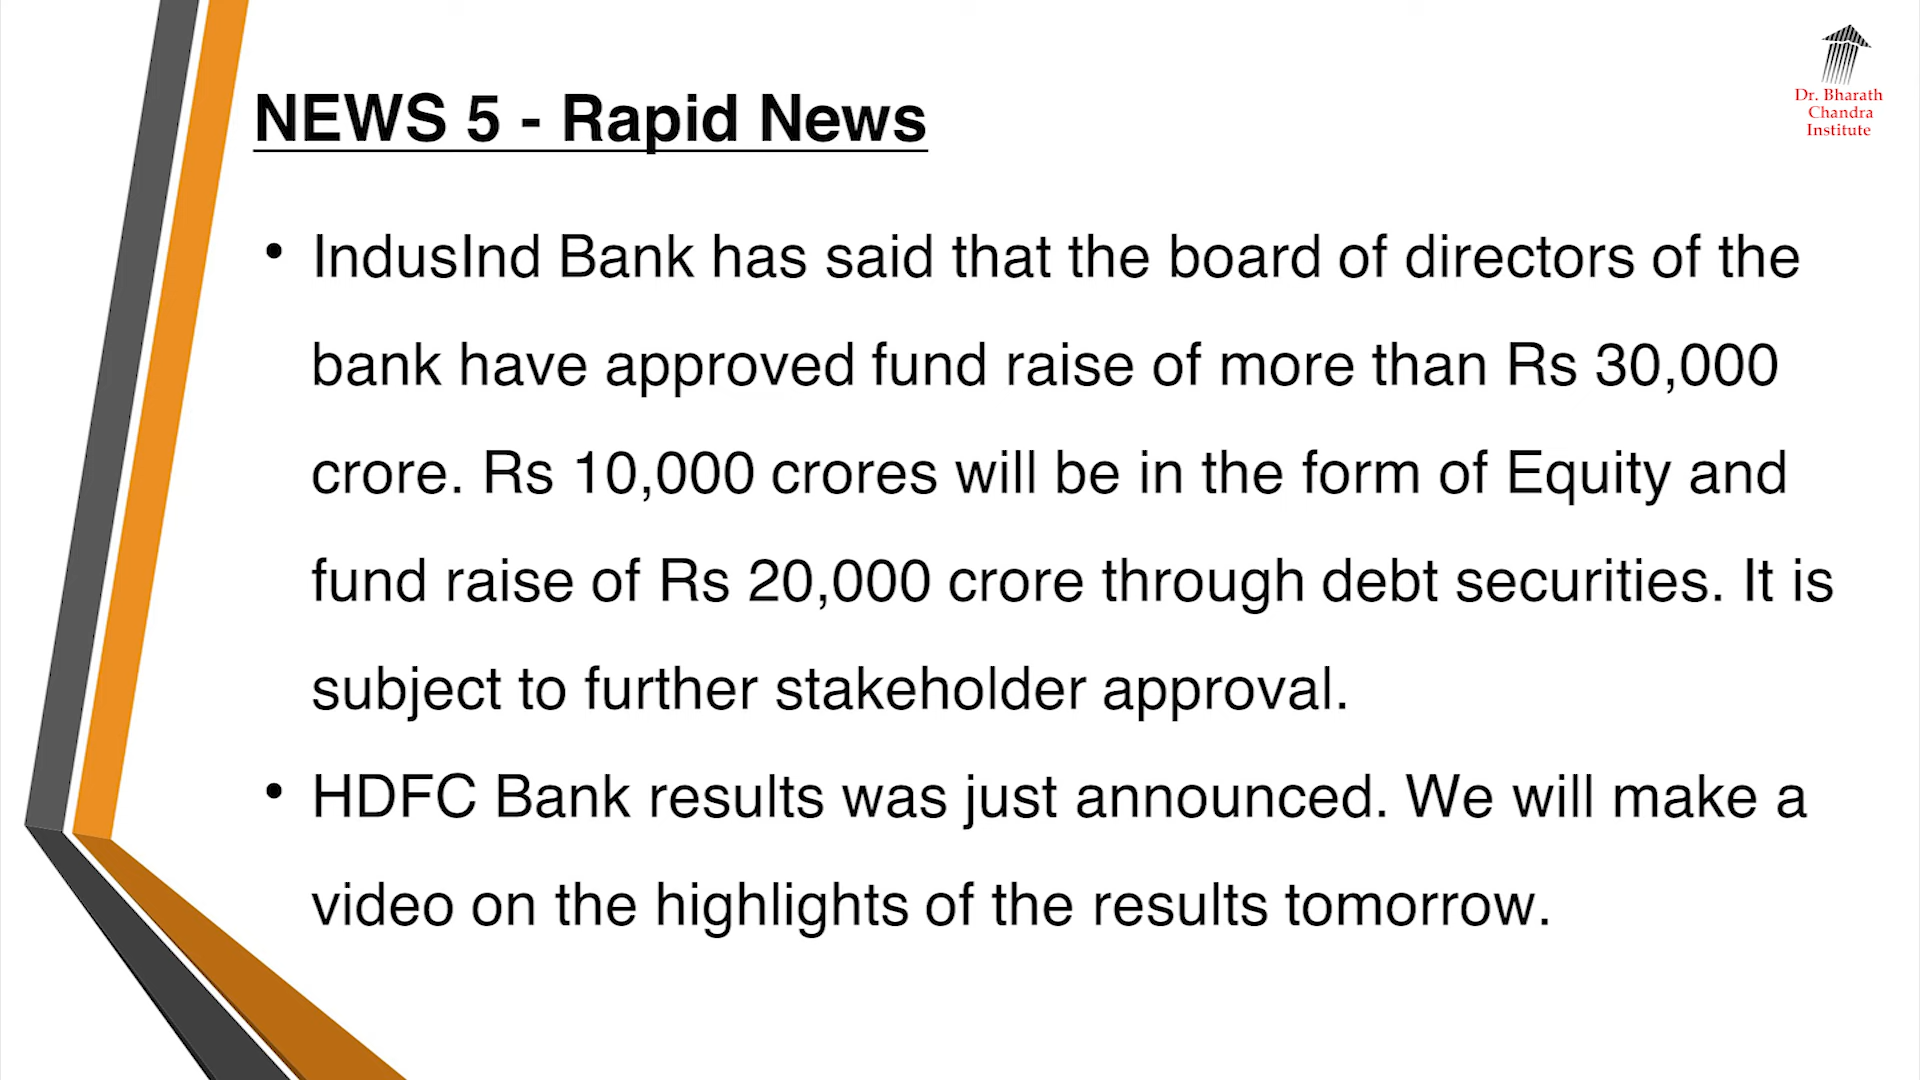 Dr. Bharath
Chandra
Institute
NEWS 5 - Rapid News
• IndusInd Bank has said that the board of directors of the
bank have approved fund raise of more than Rs 30,000
crore. Rs 10,000 crores will be in the form of Equity and
fund raise of Rs 20,000 crore through debt securities. It is
subject to further stakeholder approval.
• HDFC Bank results was just announced. We will make a
video on the highlights of the results tomorrow.